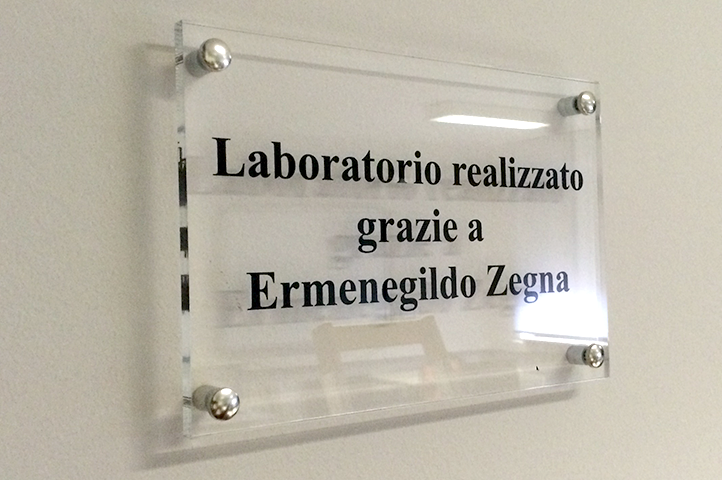 Laboratorio realizzato
grazie a
Ermenegildo Zegna